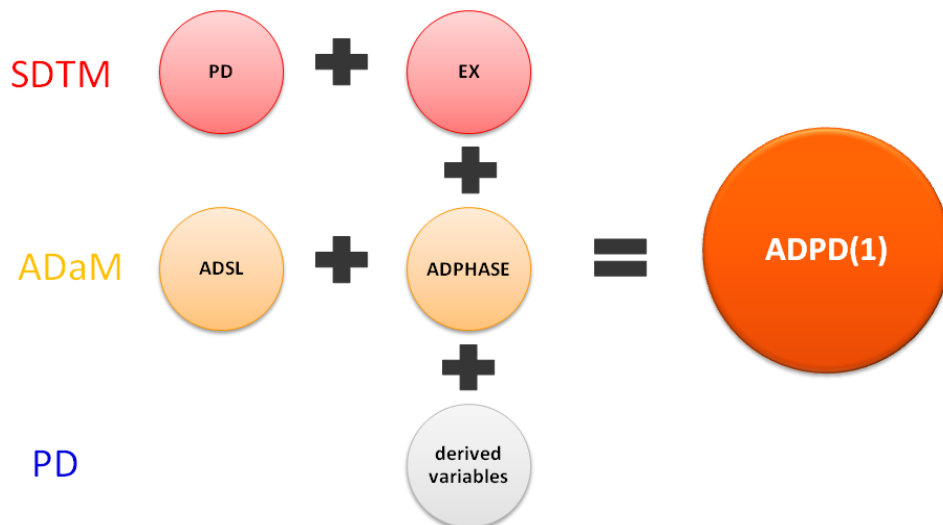 SDTM
PD
EX
ADaM
ADSL
ADPHASE
ADPD(1)
PD
derived
variables